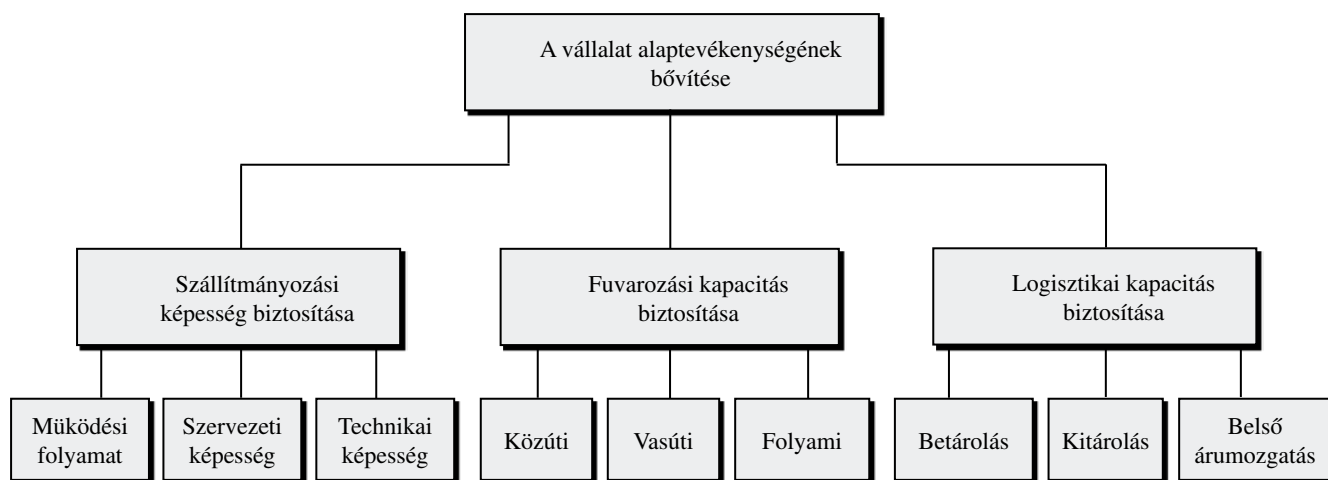 A vállalat alaptevékenységének
bővítése
Szállítmányozási
képesség biztosítása
Fuvarozási kapacitás
biztosítása
Logisztikai kapacitás
biztosítása
Müködési
folyamat
Szervezeti
képesség
Technikai
képesség
Közúti
Vasúti
Folyami
Betárolás
Kitárolás
Belső
árumozgatás